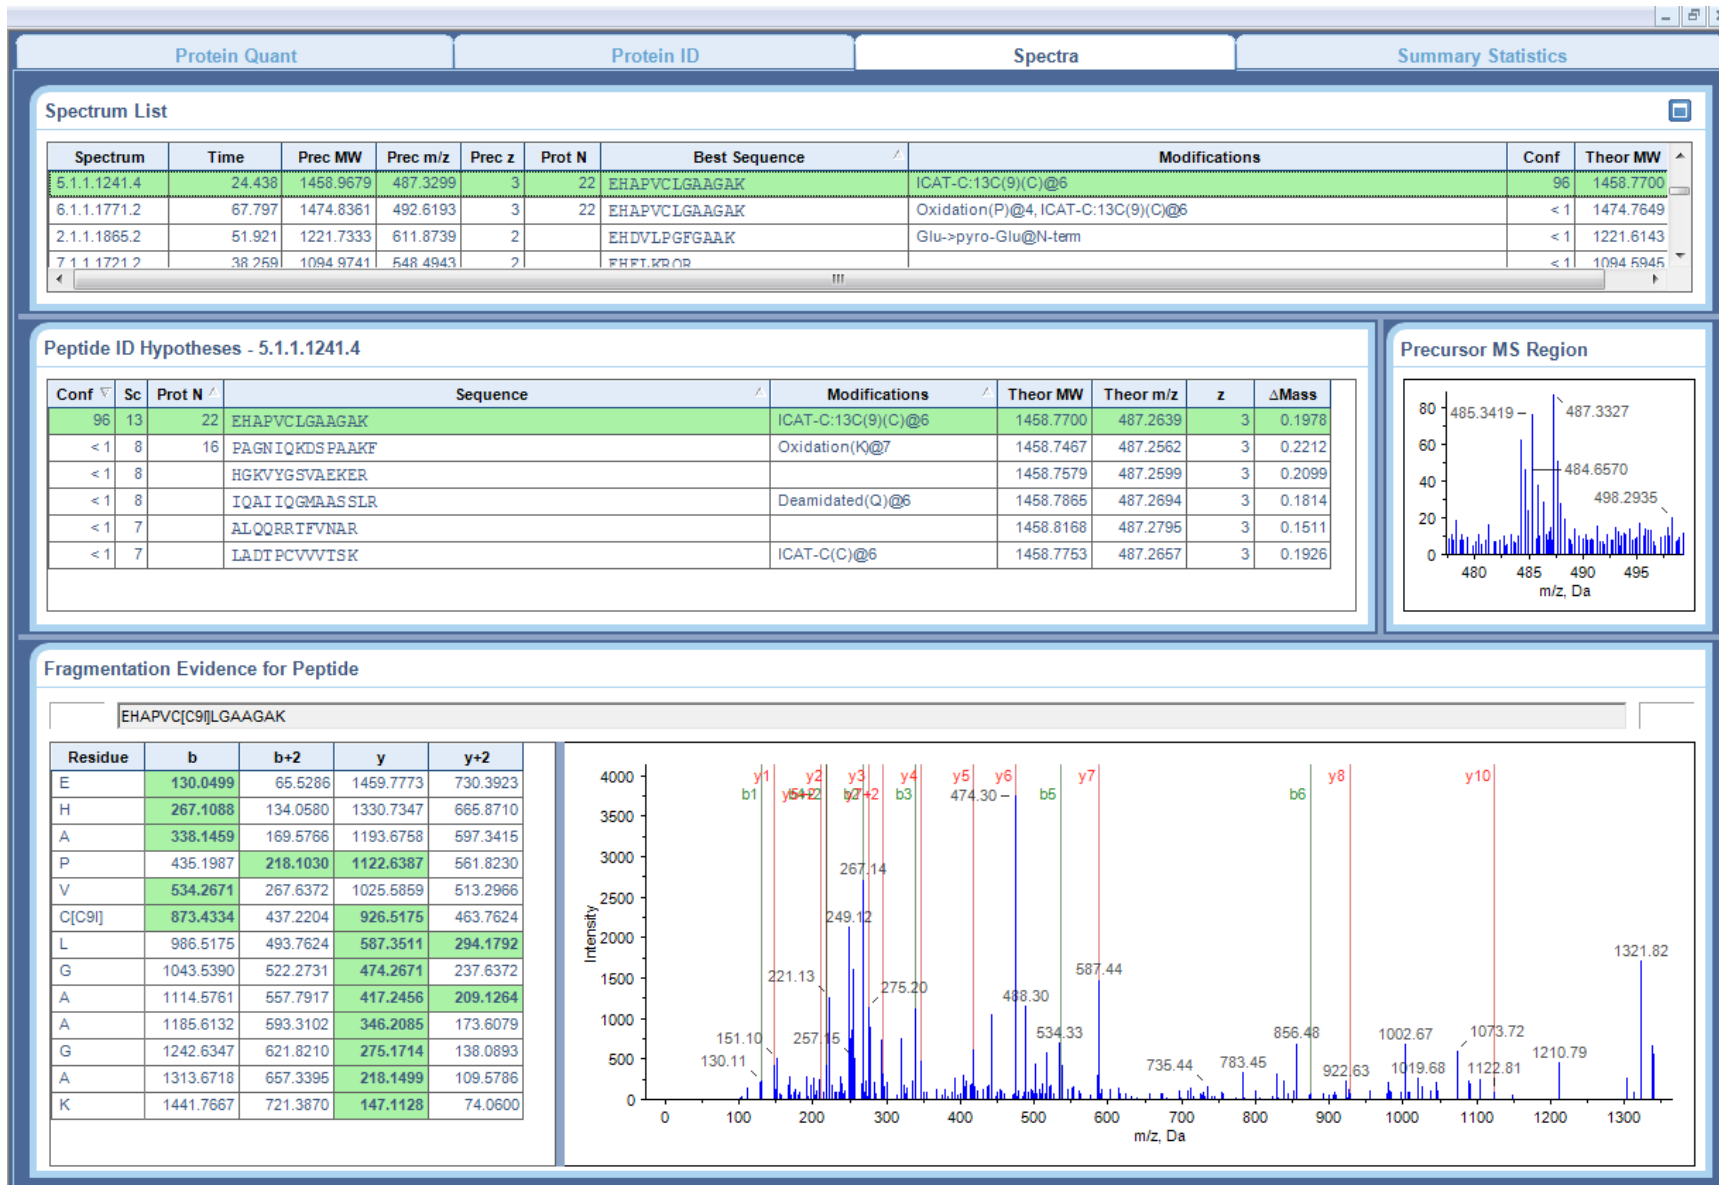 Protein Quant Protein ID Spectra Summary Statistics
Spectrum List
Spectrum Time Prec MW Prec m/z Prec z Prot N Best Sequence Modifications Conf Theor MW
5.1.1.1241.4 24.438 1458.9679 487.3299 3 22 EHAPVCLGAAGAK ICAT-C:13C(9)(C)@6 96 1458.7700
6.1.1.1771.2 67.797 1474.8361 492.6193 3 22 EHAPVCLGAAGAK Oxidation(P)@4, ICAT-C:13C(9)(C)@6 < 1 1474.7649
2.1.1.1865.2 51.921 1221.7333 611.8739 2 EHDVLPGFGAAK Glu->pyro-Glu@N-term < 1 1221.6143
7.1.1.1721.2 38.259 1094.9741 548.4943 2 EHELKRQR < 1 1094.5945
Peptide ID Hypotheses - 5.1.1.1241.4
Conf Sc Prot N Sequence Modifications Theor MW Theor m/z z ΔMass
96 13 22 EHAPVCLGAAGAK ICAT-C:13C(9)(C)@6 1458.7700 487.2639 3 0.1978
< 1 8 16 PAGNIQKDSPAAKF Oxidation(K)@7 1458.7467 487.2562 3 0.2212
< 1 8 HGKVYGSVAEKER 1458.7579 487.2599 3 0.2099
< 1 8 IQAIIQGMAASSLR Deamidated(Q)@6 1458.7865 487.2694 3 0.1814
< 1 7 ALQQRRTFVNAR 1458.8168 487.2795 3 0.1511
< 1 7 LADTPCVVVTSK ICAT-C(C)@6 1458.7753 487.2657 3 0.1926
Precursor MS Region
80
60
40
20
0
485.3419
487.3327
484.6570
498.2935
480 485 490 495
m/z, Da
Fragmentation Evidence for Peptide
EHAPVC[C9I]LGAAGAK
Residue b b+2 y y+2
E 130.0499 65.5286 1459.7773 730.3923
H 267.1088 134.0580 1330.7347 665.8710
A 338.1459 169.5766 1193.6758 597.3415
P 435.1987 218.1030 1122.6387 561.8230
V 534.2671 267.6372 1025.5859 513.2966
C[C9I] 873.4334 437.2204 926.5175 463.7624
L 986.5175 493.7624 587.3511 294.1792
G 1043.5390 522.2731 474.2671 237.6372
A 1114.5761 557.7917 417.2456 209.1264
A 1185.6132 593.3102 346.2085 173.6079
G 1242.6347 621.8210 275.1714 138.0893
A 1313.6718 657.3395 218.1499 109.5786
K 1441.7667 721.3870 147.1128 74.0600
Intensity
4000
3500
3000
2500
2000
1500
1000
500
0
y1 y2 y3 y4 y5 y6 y7 y8 y10
b1 b3 b5 b6
474.30
267.14
249.12
221.13
275.20
488.30
587.44
1321.82
151.10
257.15
534.33
856.48
1002.67
1073.72
130.11
735.44
783.45
922.63
1019.68
1122.81
1210.79
0 100 200 300 400 500 600 700 800 900 1000 1100 1200 1300
m/z, Da